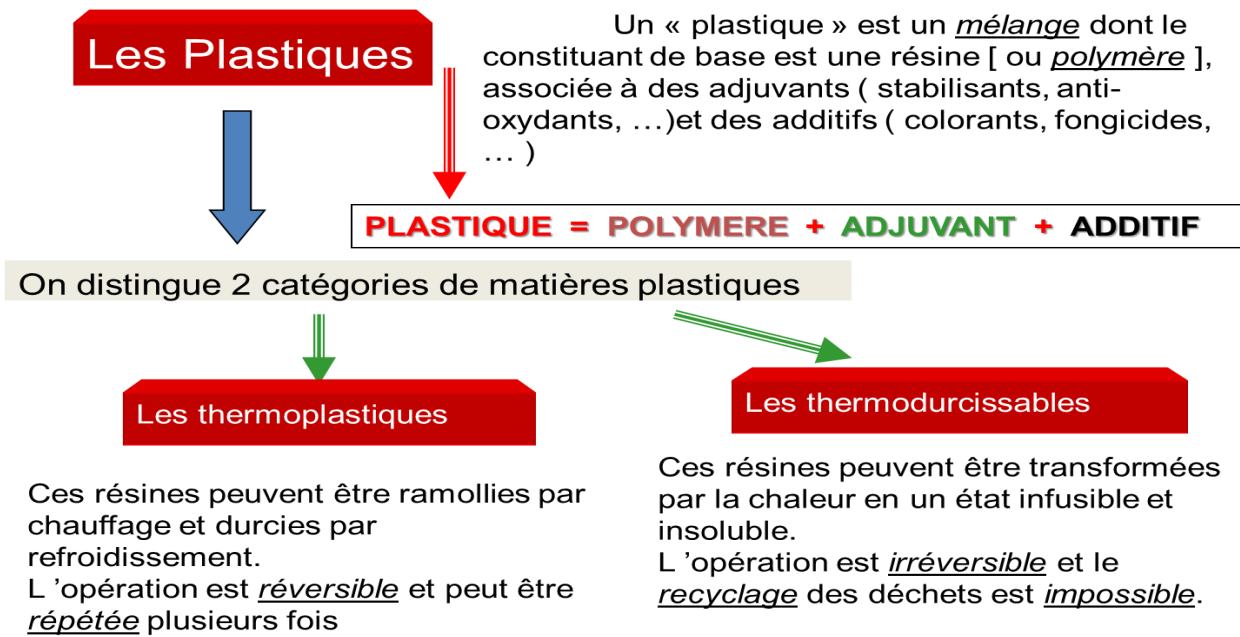 Les Plastiques
Un « plastique » est un mélange dont le
constituant de base est une résine [ ou polymère ],
associée à des adjuvants ( stabilisants, anti-
oxydants, …)et des additifs ( colorants, fongicides,
… )
PLASTIQUE = POLYMERE + ADJUVANT + ADDITIF
On distingue 2 catégories de matières plastiques
Les thermoplastiques
Ces résines peuvent être ramollies par
chauffage et durcies par
refroidissement.
L ’opération est réversible et peut être
répétée plusieurs fois
Les thermodurcissables
Ces résines peuvent être transformées
par la chaleur en un état infusible et
insoluble.
L ’opération est irréversible et le
recyclage des déchets est impossible.